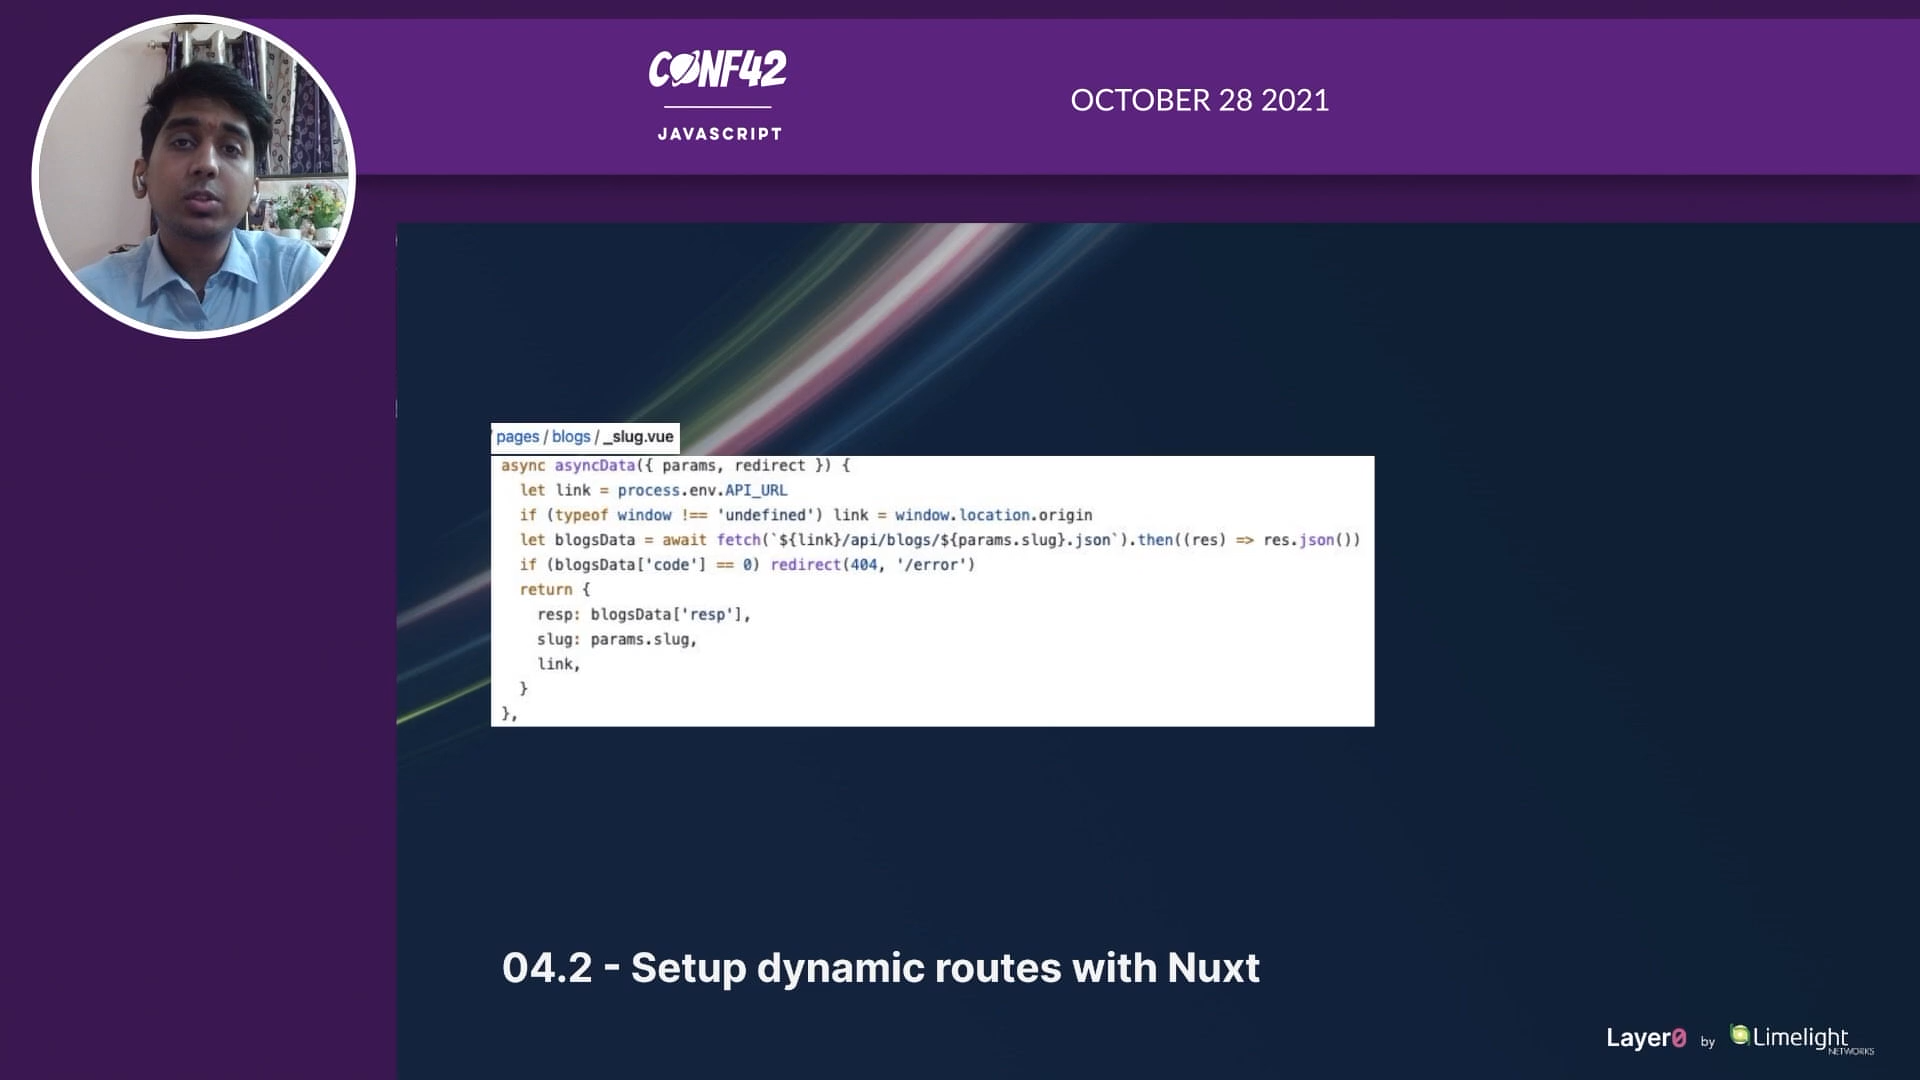 CONF42
JAVASCRIPT
OCTOBER 28 2021
pages / blogs / _slug.vue
async asyncData({ params, redirect }) {
  let link = process.env.API_URL
  if (typeof window !== 'undefined') link = window.location.origin
  let blogsData = await fetch(`${link}/api/blogs/${params.slug}.json`).then((res) => res.json())
  if (blogsData['code'] == 0) redirect(404, '/error')
  return {
    resp: blogsData['resp'],
    slug: params.slug,
    link,
  }
},
04.2 - Setup dynamic routes with Nuxt
Layer0 by Limelight
NETWORKS